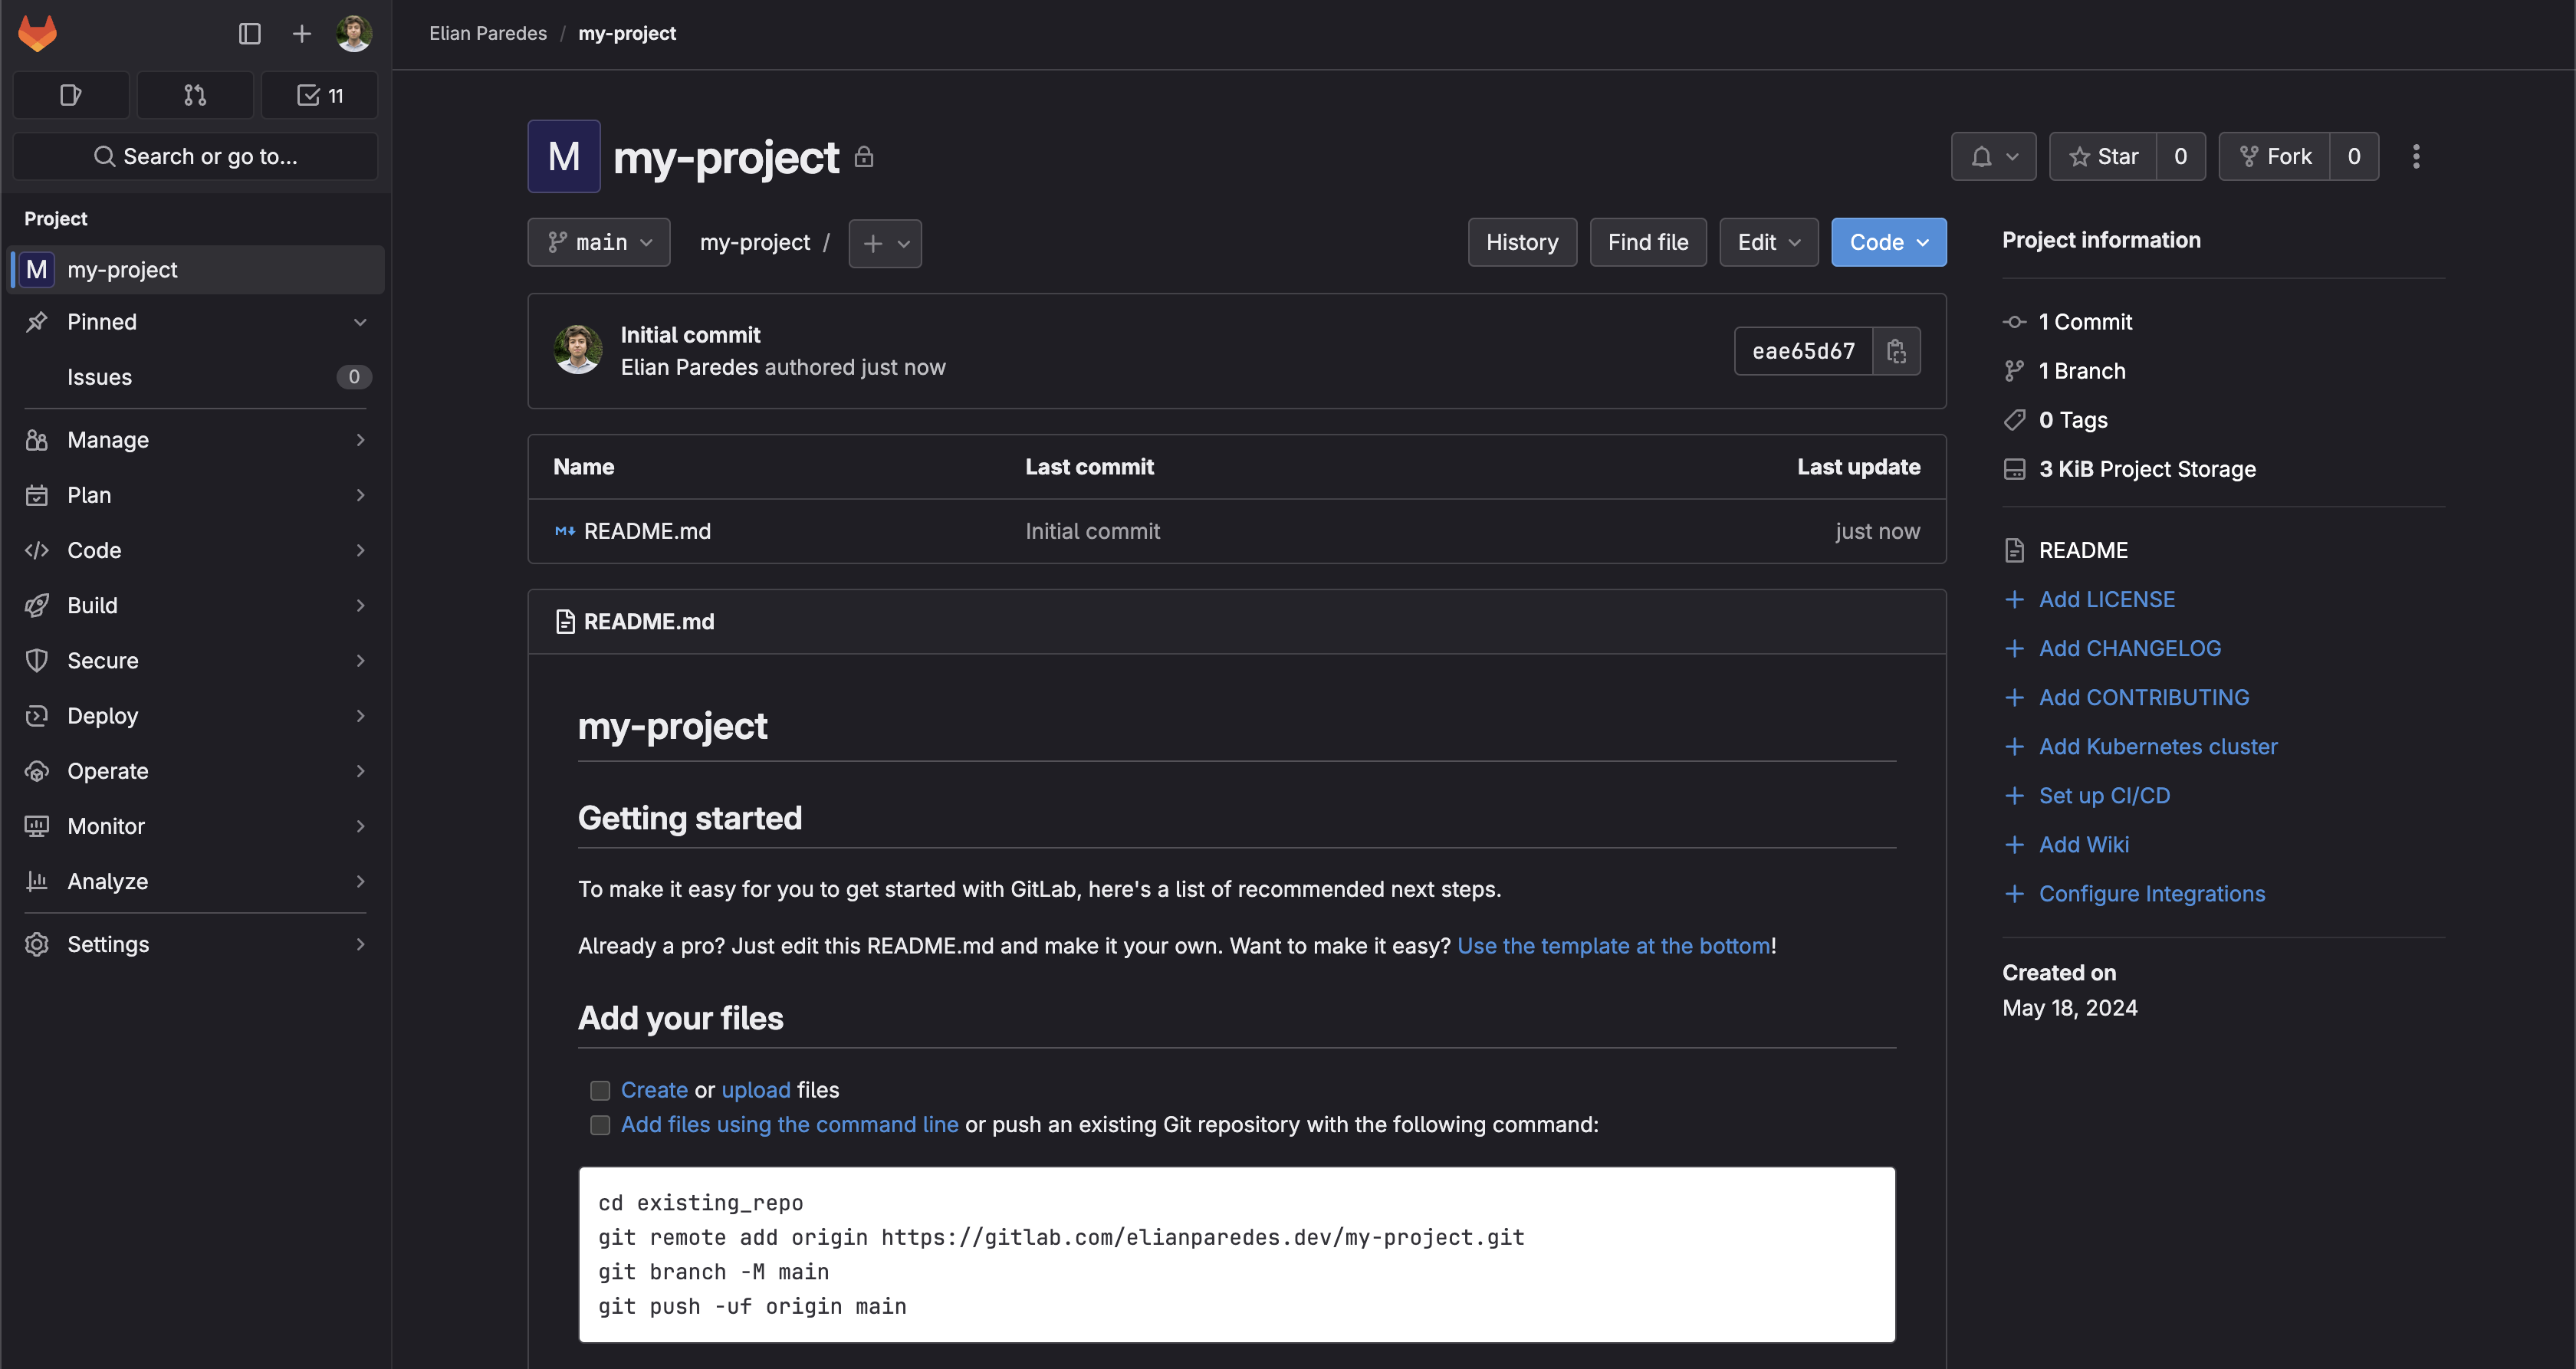 Elian Paredes / my-project
11
Search or go to...
Project
M my-project
Pinned
Issues 0
Manage
Plan
Code
Build
Secure
Deploy
Operate
Monitor
Analyze
Settings
M my-project
Star 0
Fork 0
main
my-project /
History
Find file
Edit
Code
Initial commit
Elian Paredes authored just now
eae65d67
Name Last commit Last update
README.md Initial commit just now
README.md
my-project
Getting started
To make it easy for you to get started with GitLab, here's a list of recommended next steps.
Already a pro? Just edit this README.md and make it your own. Want to make it easy? Use the template at the bottom!
Add your files
Create or upload files
Add files using the command line or push an existing Git repository with the following command:
cd existing_repo
git remote add origin https://gitlab.com/elianparedes.dev/my-project.git
git branch -M main
git push -uf origin main
Project information
1 Commit
1 Branch
0 Tags
3 KiB Project Storage
README
Add LICENSE
Add CHANGELOG
Add CONTRIBUTING
Add Kubernetes cluster
Set up CI/CD
Add Wiki
Configure Integrations
Created on
May 18, 2024